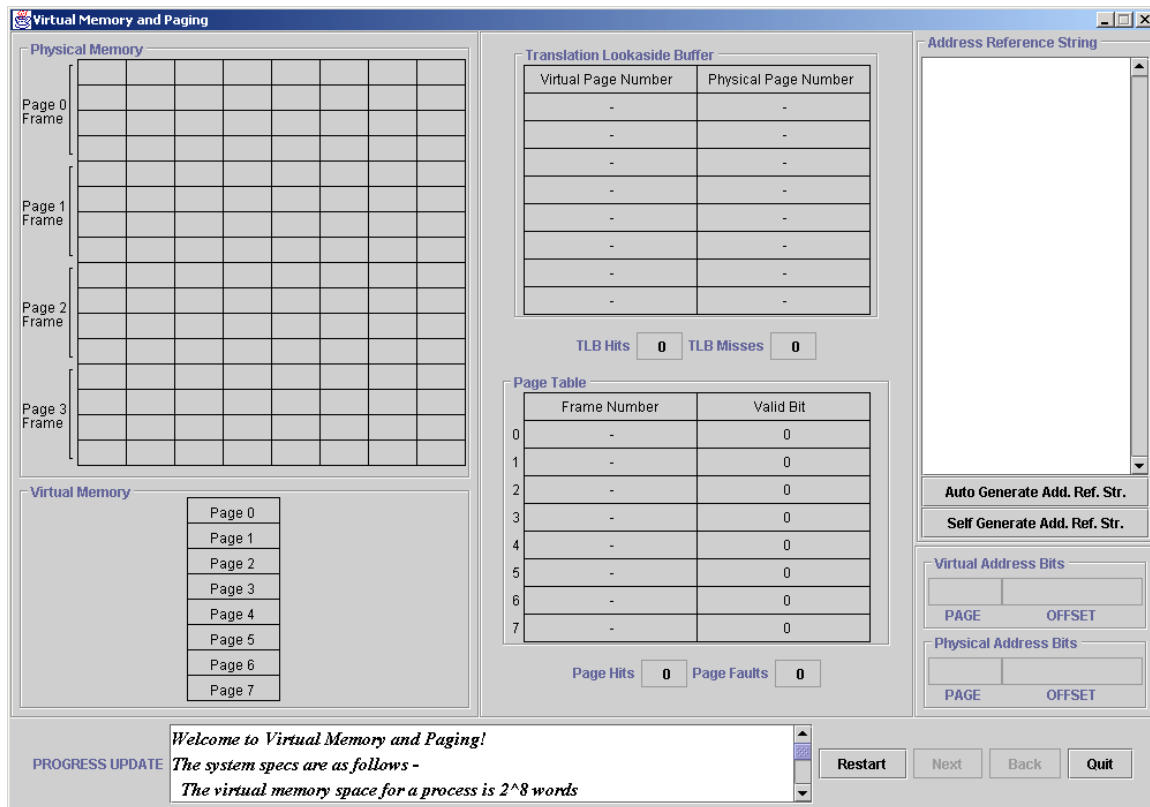 Virtual Memory and Paging
Physical Memory
Page 0
Frame
Page 1
Frame
Page 2
Frame
Page 3
Frame
Virtual Memory
Page 0
Page 1
Page 2
Page 3
Page 4
Page 5
Page 6
Page 7
Translation Lookaside Buffer
Virtual Page Number Physical Page Number
- -
- -
- -
- -
- -
- -
- -
- -
TLB Hits 0 TLB Misses 0
Page Table
Frame Number Valid Bit
0 - 0
1 - 0
2 - 0
3 - 0
4 - 0
5 - 0
6 - 0
7 - 0
Page Hits 0 Page Faults 0
Address Reference String
Auto Generate Add. Ref. Str.
Self Generate Add. Ref. Str.
Virtual Address Bits
PAGE OFFSET
Physical Address Bits
PAGE OFFSET
PROGRESS UPDATE
Welcome to Virtual Memory and Paging!
The system specs are as follows -
The virtual memory space for a process is 2^8 words
Restart Next Back Quit